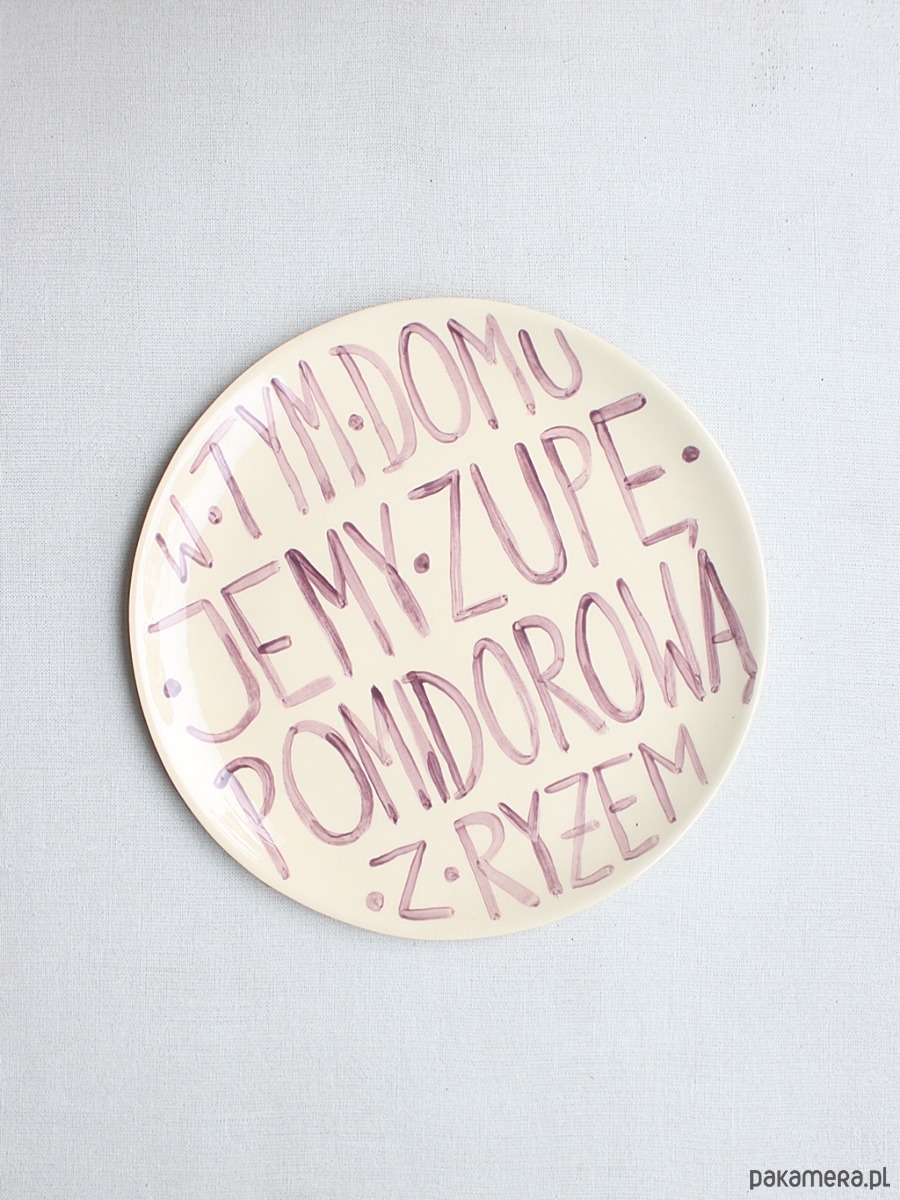 W·TYM·DOMU
·JEMY·ZUPĘ·
POMIDOROWĄ
·Z·RYŻEM
pakamera.pl